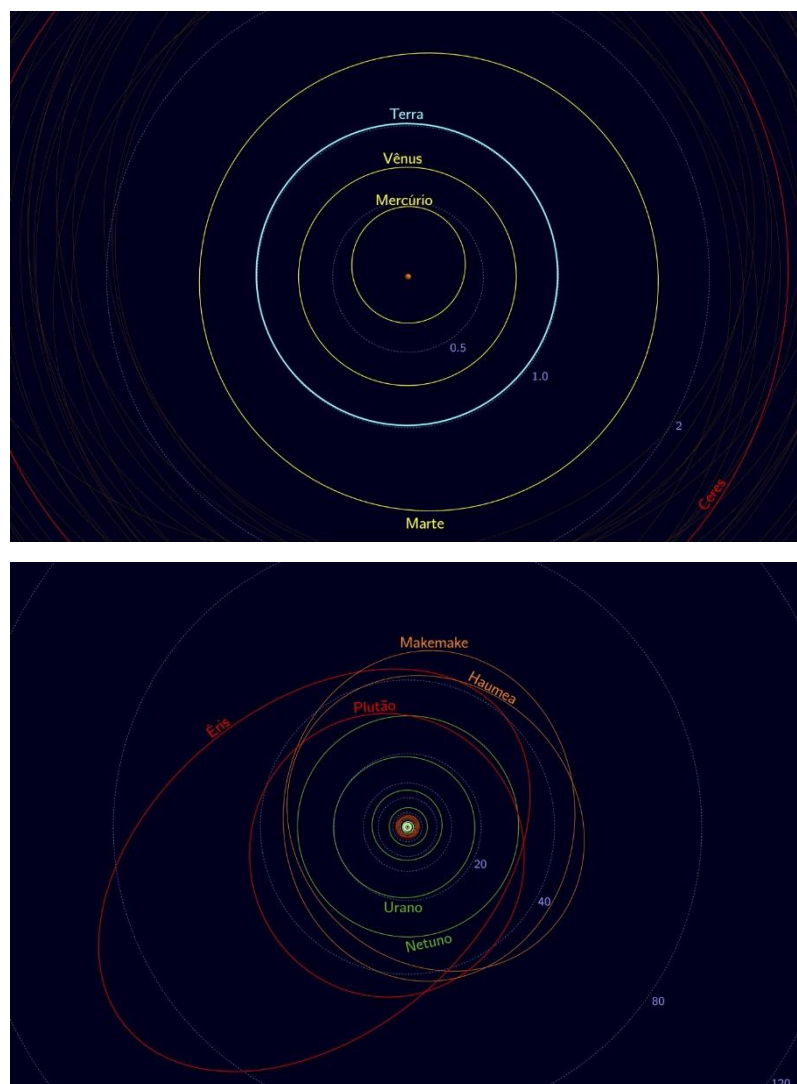 Terra
Vênus
Mercúrio
0.5
1.0
2
Ceres
Marte
Makemake
Haumea
Plutão
Éris
20
40
Urano
Netuno
80
120